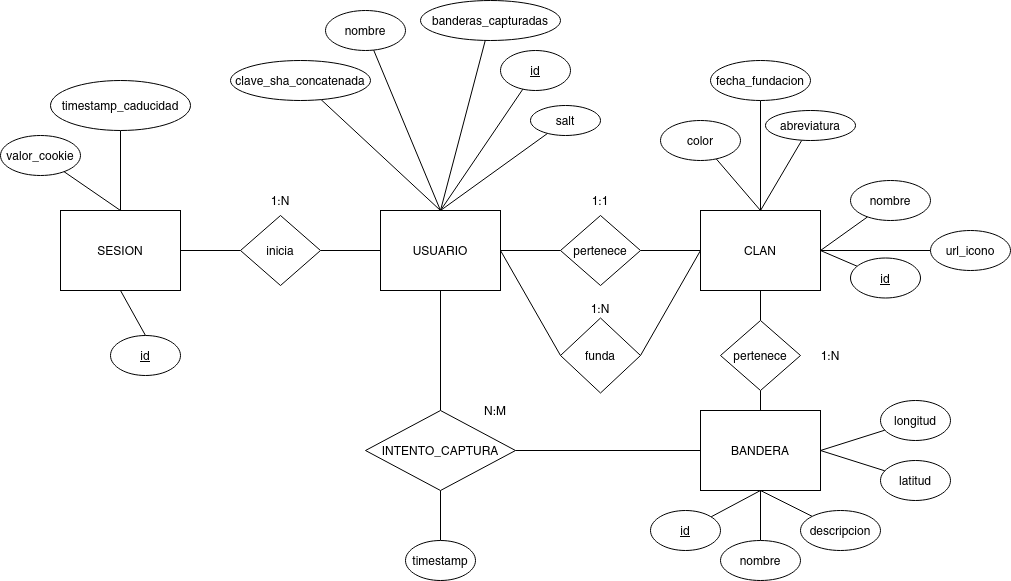 banderas_capturadas
nombre
clave_sha_concatenada
id
salt
timestamp_caducidad
valor_cookie
fecha_fundacion
abreviatura
color
nombre
url_icono
id
1:N
1:1
SESION
inicia
USUARIO
pertenece
CLAN
1:N
funda
id
pertenece
1:N
N:M
INTENTO_CAPTURA
BANDERA
longitud
latitud
id
descripcion
timestamp
nombre